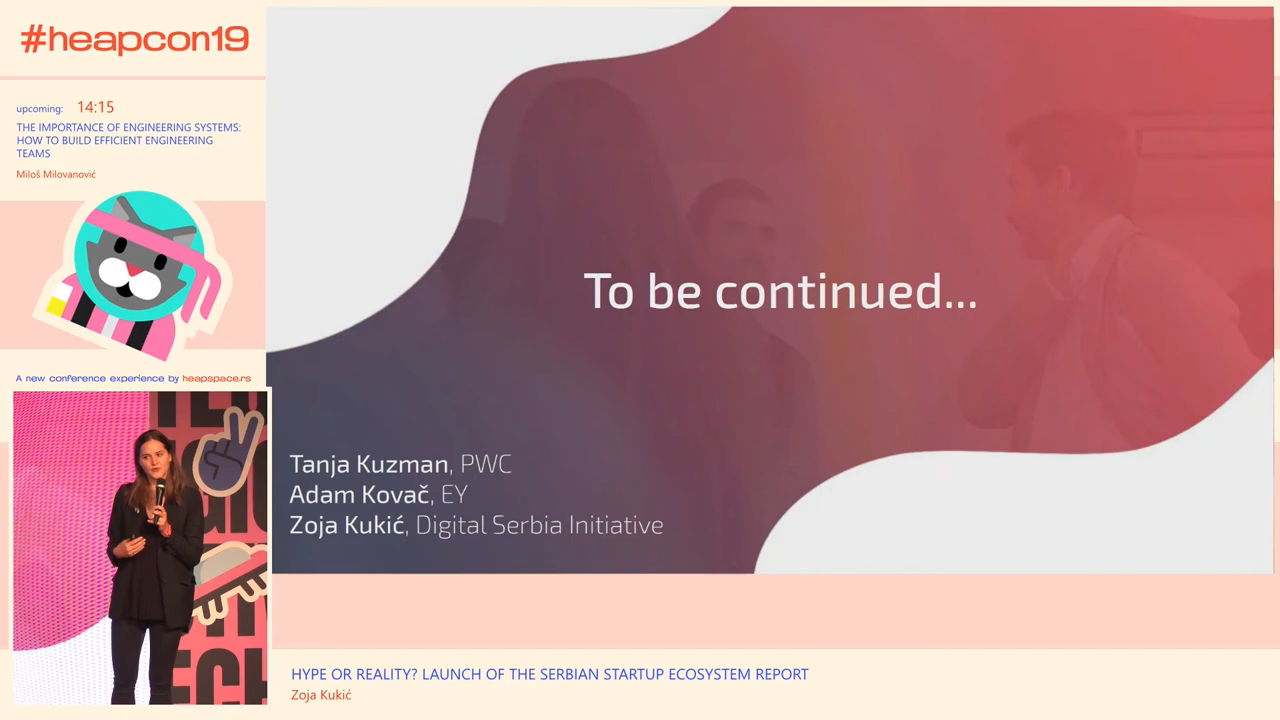 #heapcon19
upcoming: 14:15
THE IMPORTANCE OF ENGINEERING SYSTEMS:
HOW TO BUILD EFFICIENT ENGINEERING
TEAMS
Miloš Milovanović
A new conference experience by heapspace.rs
To be continued...
Tanja Kuzman, PWC
Adam Kovač, EY
Zoja Kukić, Digital Serbia Initiative
HYPE OR REALITY? LAUNCH OF THE SERBIAN STARTUP ECOSYSTEM REPORT
Zoja Kukić